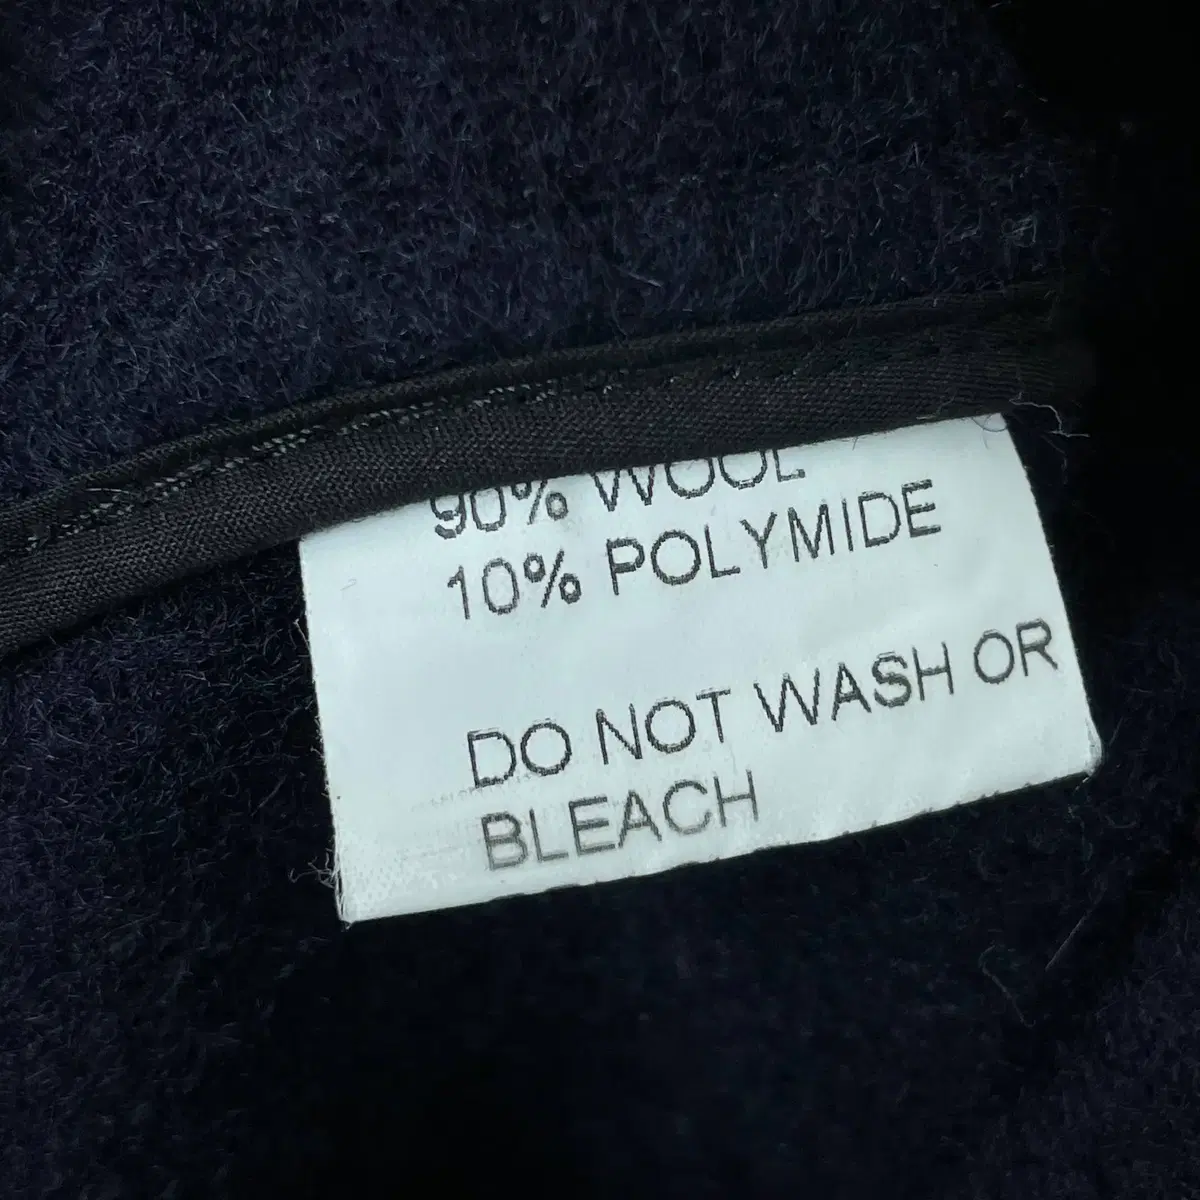 90% WOOL
10% POLYMIDE
DO NOT WASH OR
BLEACH